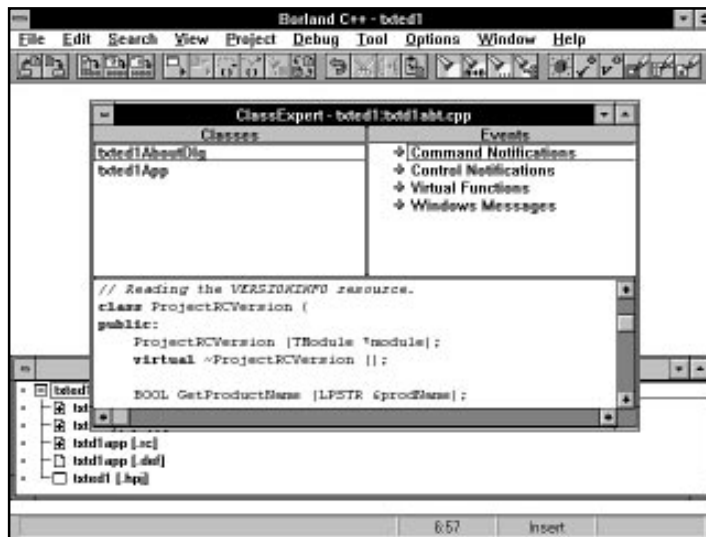 Borland C++ - txted1
File Edit Search View Project Debug Tool Options Window Help
ClassExpert - txted1:txtd1abt.cpp
Classes
Events
txted1AboutDlg
txted1App
Command Notifications
Control Notifications
Virtual Functions
Windows Messages
// Reading the VERSIONINFO resource.
class ProjectRCVersion {
public:
ProjectRCVersion (TModule *module);
virtual ~ProjectRCVersion ();
BOOL GetProductName (LPSTR &prodName);
txted1
txtd1app [.rc]
txtd1app [.def]
txted1 [.hpj]
6:57 Insert